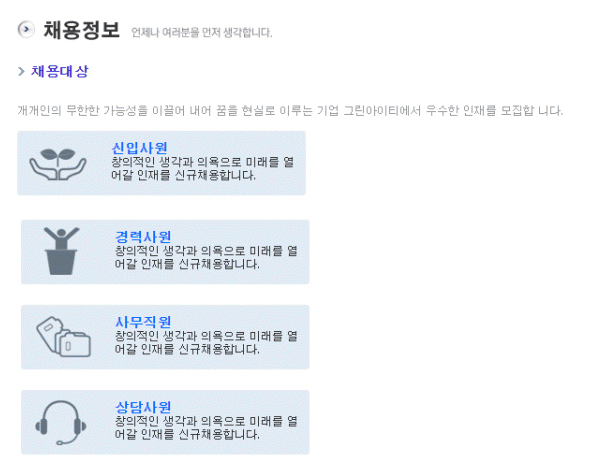 채용정보 언제나 여러분을 먼저 생각합니다.
채용대상
개개인의 무한한 가능성을 이끌어 내어 꿈을 현실로 이루는 기업 그린아이티에서 우수한 인재를 모집합 니다.
신입사원
창의적인 생각과 의욕으로 미래를 열
어갈 인재를 신규채용합니다.
경력사원
창의적인 생각과 의욕으로 미래를 열
어갈 인재를 신규채용합니다.
사무직원
창의적인 생각과 의욕으로 미래를 열
어갈 인재를 신규채용합니다.
상담사원
창의적인 생각과 의욕으로 미래를 열
어갈 인재를 신규채용합니다.